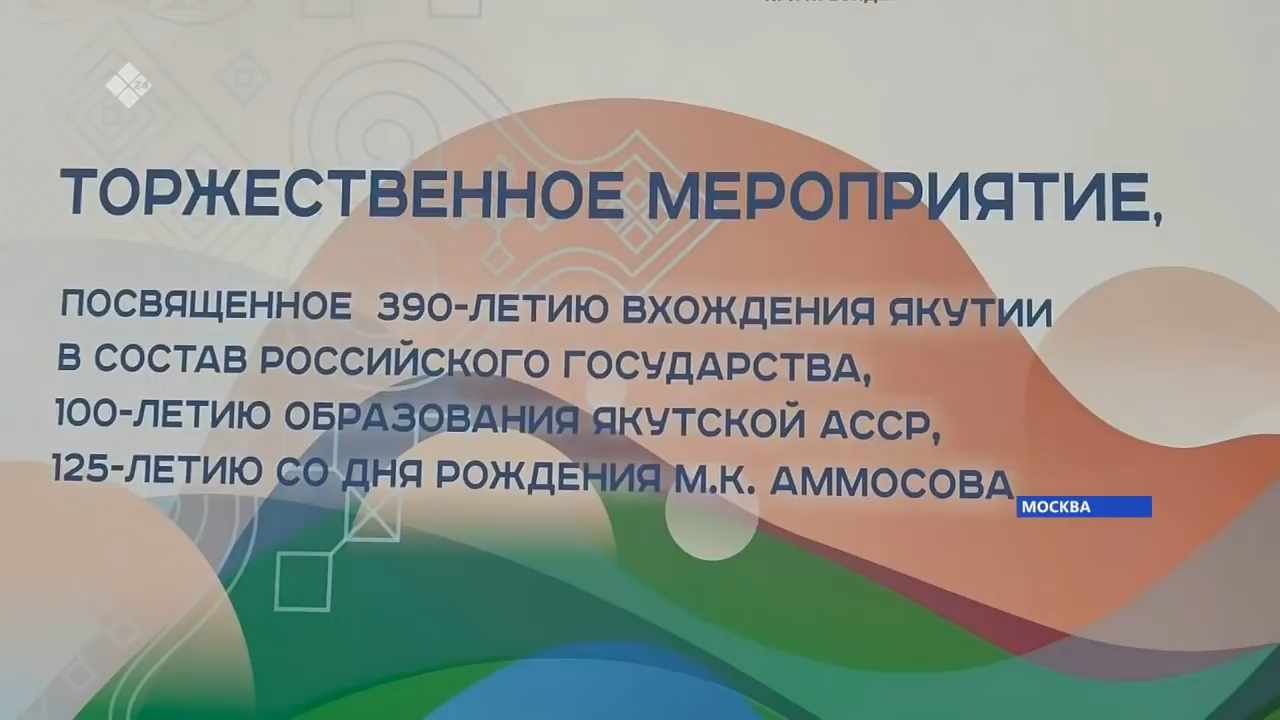 24
ТОРЖЕСТВЕННОЕ МЕРОПРИЯТИЕ,
ПОСВЯЩЕННОЕ 390-ЛЕТИЮ ВХОЖДЕНИЯ ЯКУТИИ
В СОСТАВ РОССИЙСКОГО ГОСУДАРСТВА,
100-ЛЕТИЮ ОБРАЗОВАНИЯ ЯКУТСКОЙ АССР,
125-ЛЕТИЮ СО ДНЯ РОЖДЕНИЯ М.К. АММОСОВА
МОСКВА